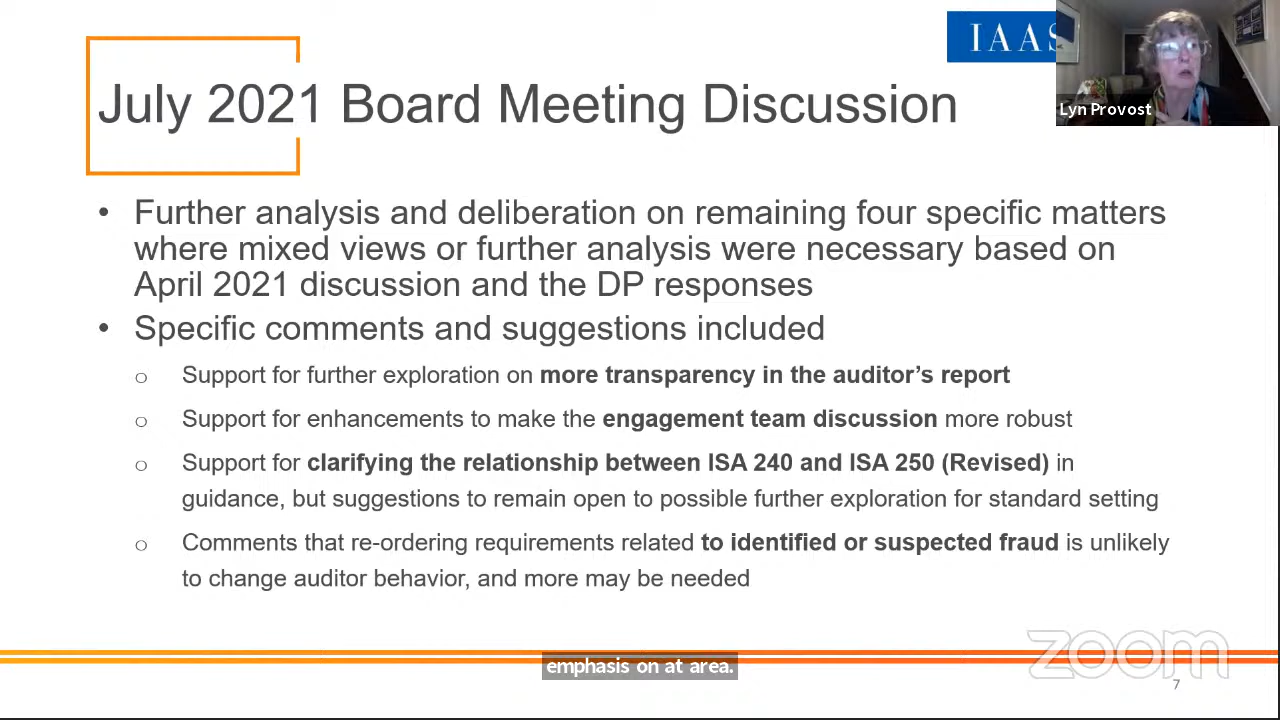 IAAS
Lyn Provost
July 2021 Board Meeting Discussion
• Further analysis and deliberation on remaining four specific matters
where mixed views or further analysis were necessary based on
April 2021 discussion and the DP responses
• Specific comments and suggestions included
o Support for further exploration on more transparency in the auditor’s report
o Support for enhancements to make the engagement team discussion more robust
o Support for clarifying the relationship between ISA 240 and ISA 250 (Revised) in
guidance, but suggestions to remain open to possible further exploration for standard setting
o Comments that re-ordering requirements related to identified or suspected fraud is unlikely
to change auditor behavior, and more may be needed
zoom
emphasis on at area.
7